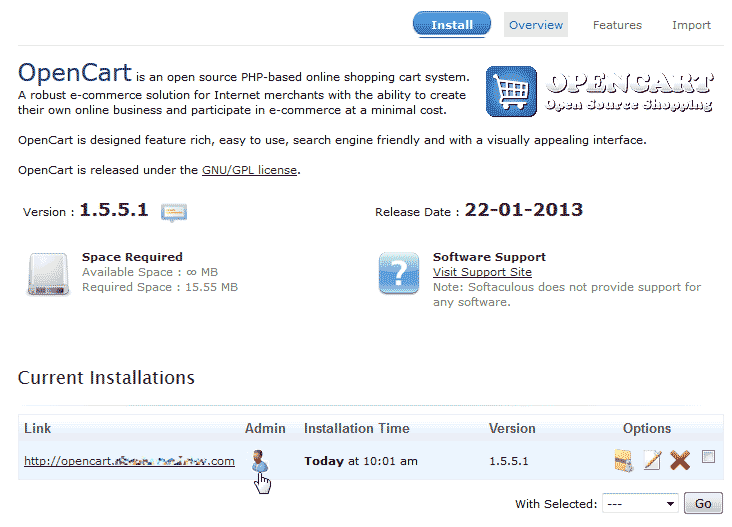 Install Overview Features Import
OpenCart is an open source PHP-based online shopping cart system.
A robust e-commerce solution for Internet merchants with the ability to create
their own online business and participate in e-commerce at a minimal cost.
OPENCART
Open Source Shopping
OpenCart is designed feature rich, easy to use, search engine friendly and with a visually appealing interface.
OpenCart is released under the GNU/GPL license.
Version : 1.5.5.1 Release Date : 22-01-2013
Space Required
Available Space : ∞ MB
Required Space : 15.55 MB
Software Support
Visit Support Site
Note: Softaculous does not provide support for
any software.
Current Installations
Link Admin Installation Time Version Options
http://opencart. .com Today at 10:01 am 1.5.5.1
With Selected: --- Go